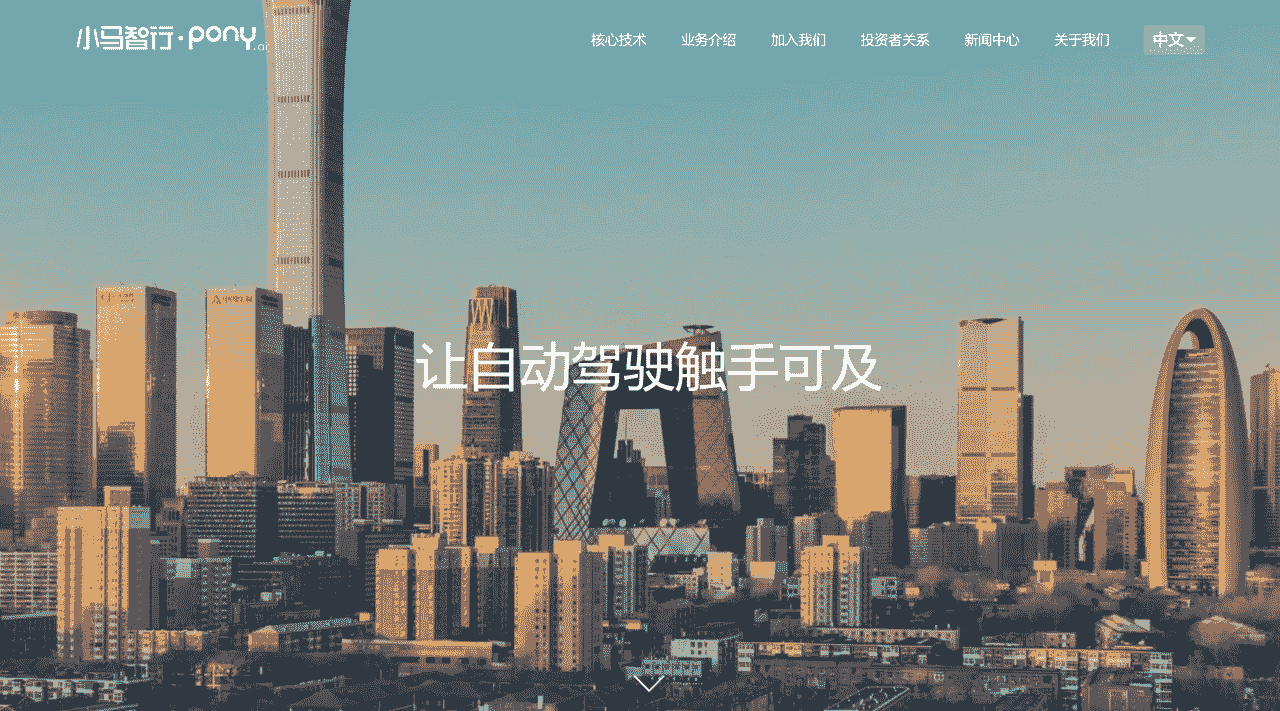 小马智行·pony.ai
核心技术
业务介绍
加入我们
投资者关系
新闻中心
关于我们
中文
让自动驾驶触手可及